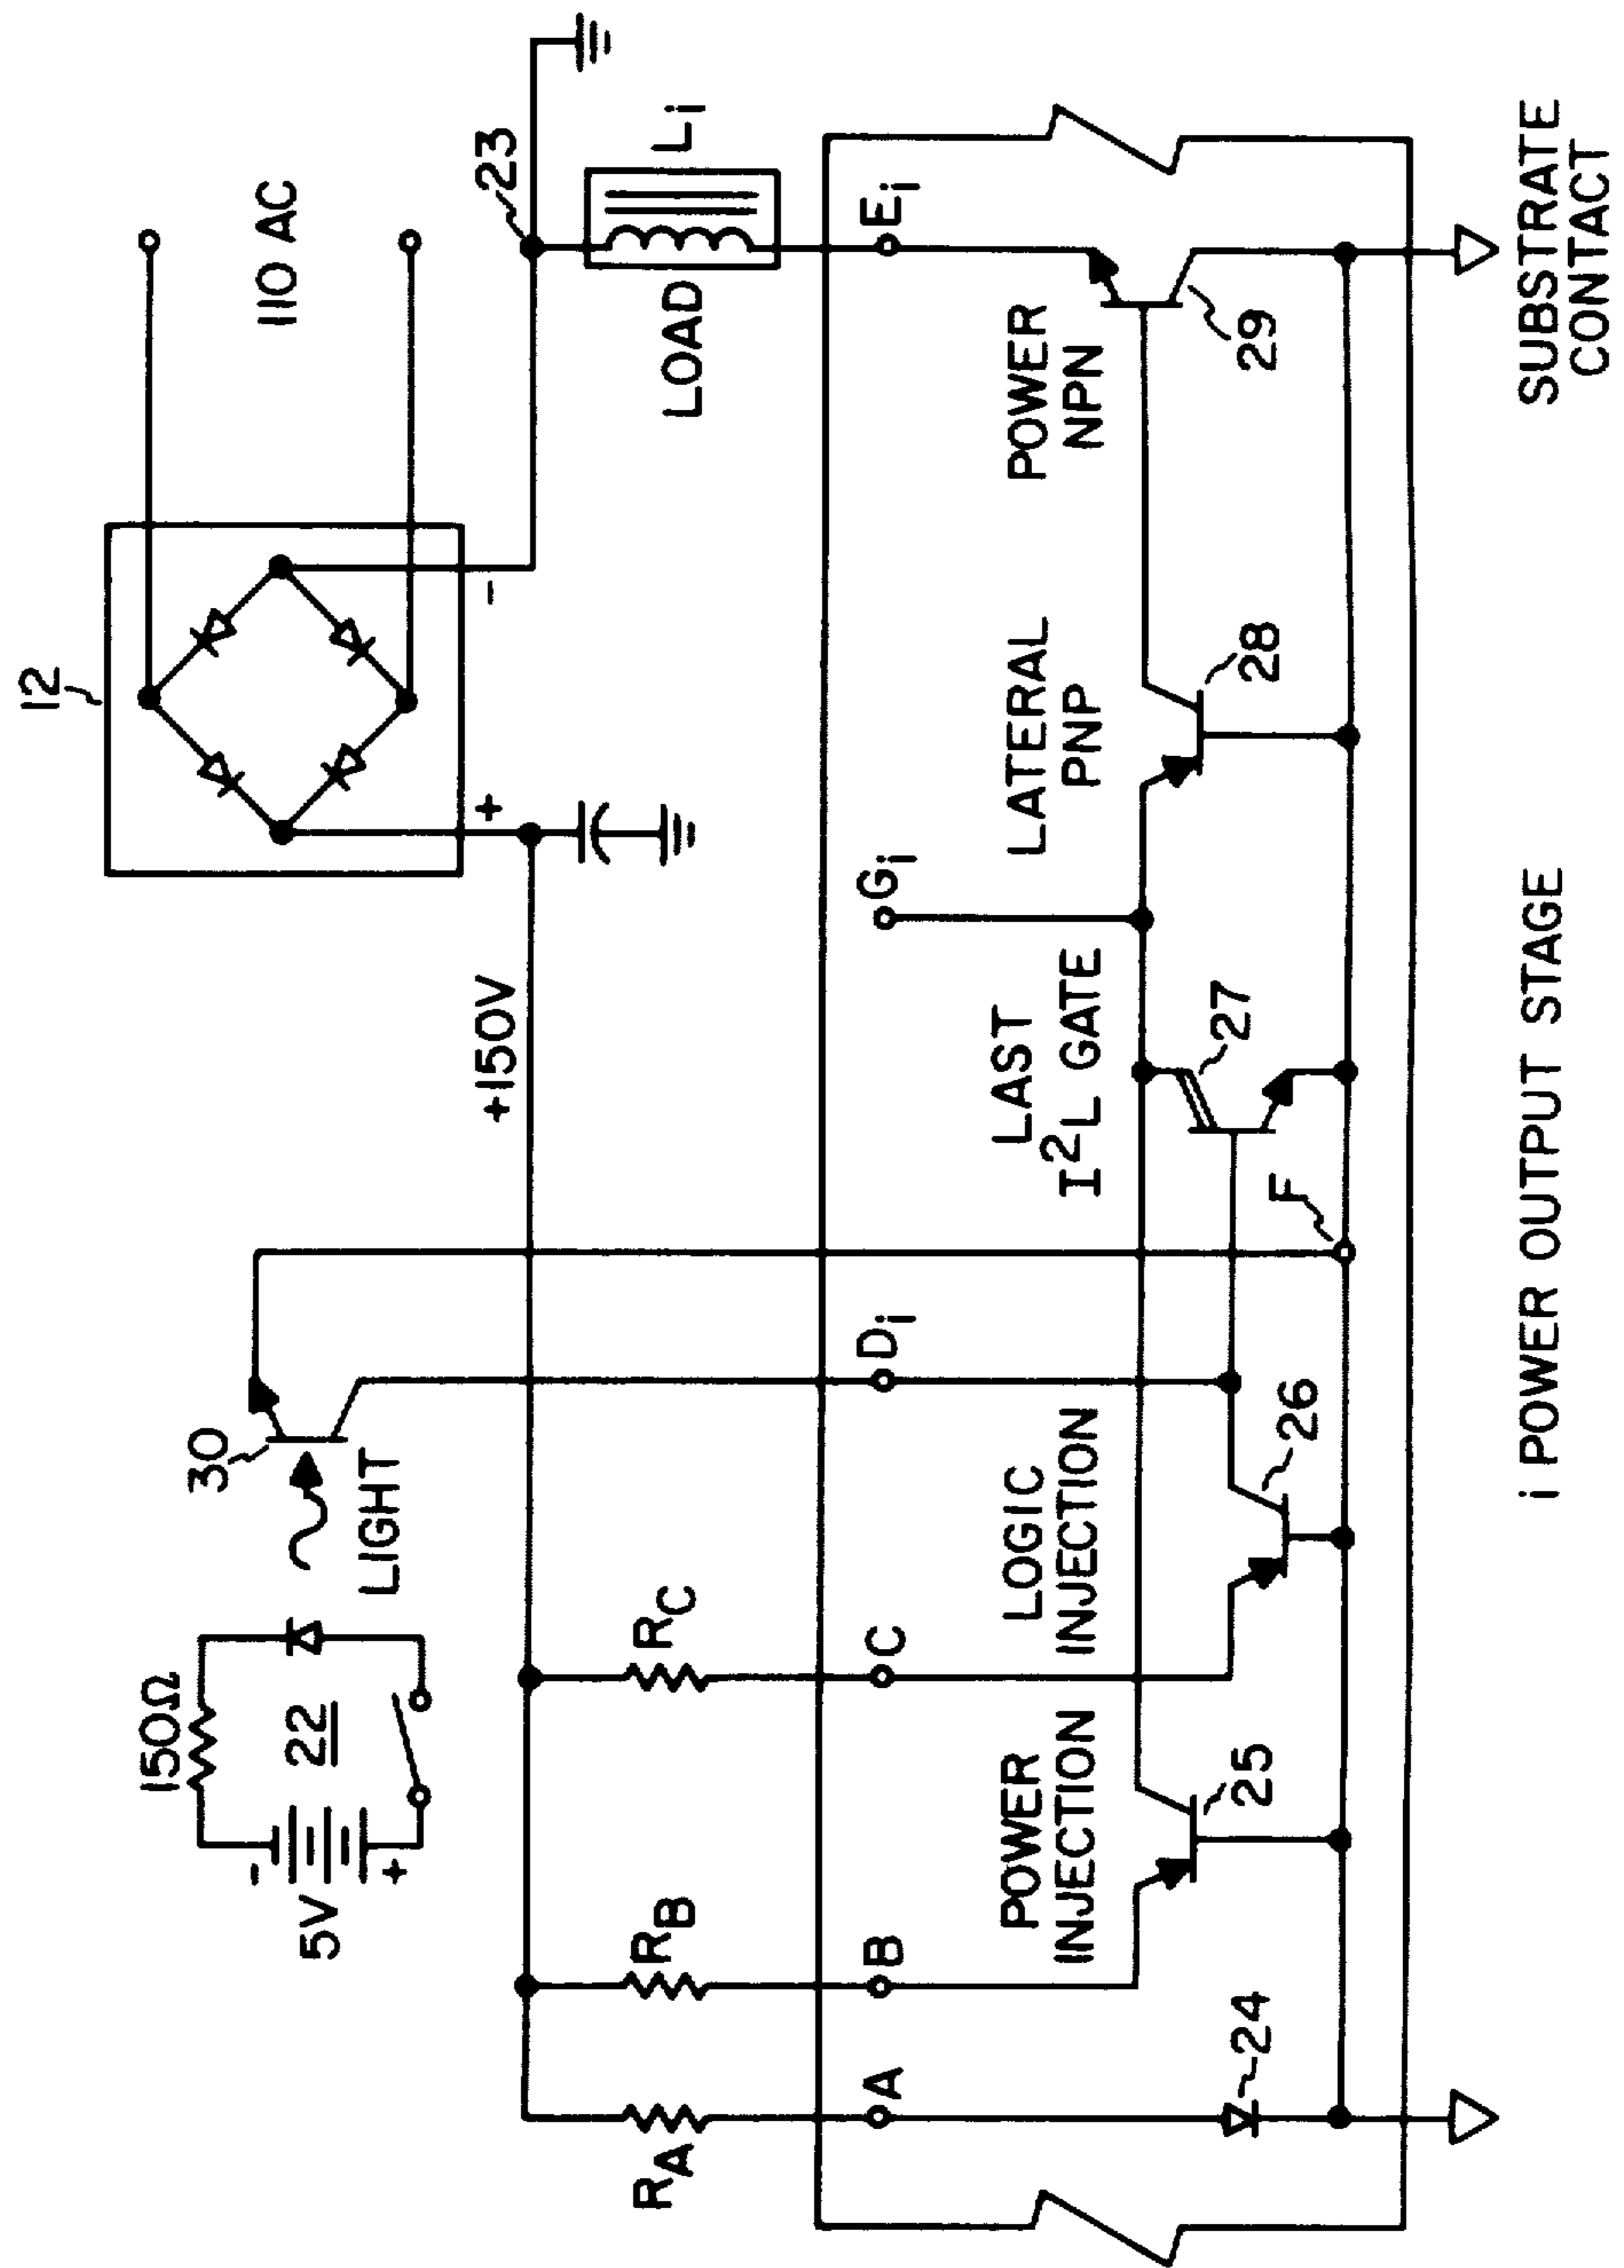 12
110 AC
+
-
23
+150V
150Ω
22
5V
-
+
30
LIGHT
RA
RB
RC
LOAD
Li
A
B
C
Di
Gi
Ei
POWER
INJECTION
LOGIC
INJECTION
LAST
I²L GATE
LATERAL
PNP
POWER
NPN
24
25
26
F
27
28
29
i POWER OUTPUT STAGE
SUBSTRATE
CONTACT